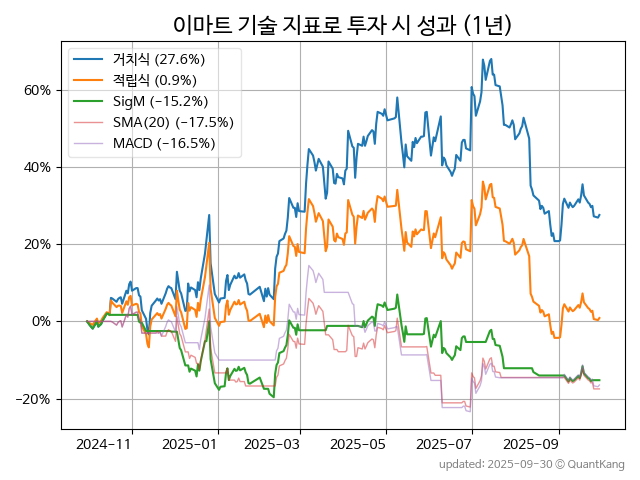 이마트 기술 지표로 투자 시 성과 (1년)
거치식 (27.6%)
적립식 (0.9%)
SigM (−15.2%)
SMA(20) (−17.5%)
MACD (−16.5%)
60%
40%
20%
0%
−20%
2024-11 2025-01 2025-03 2025-05 2025-07 2025-09
updated: 2025-09-30 © QuantKang